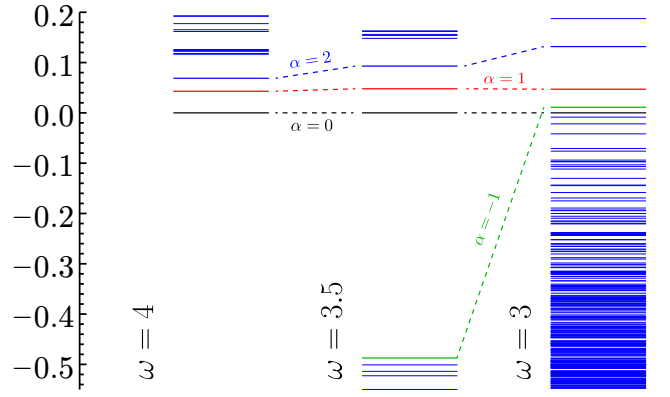 0.2
0.1
0.0
−0.1
−0.2
−0.3
−0.4
−0.5
α = 2
α = 1
α = 0
α = −1
ω = 4
ω = 3.5
ω = 3